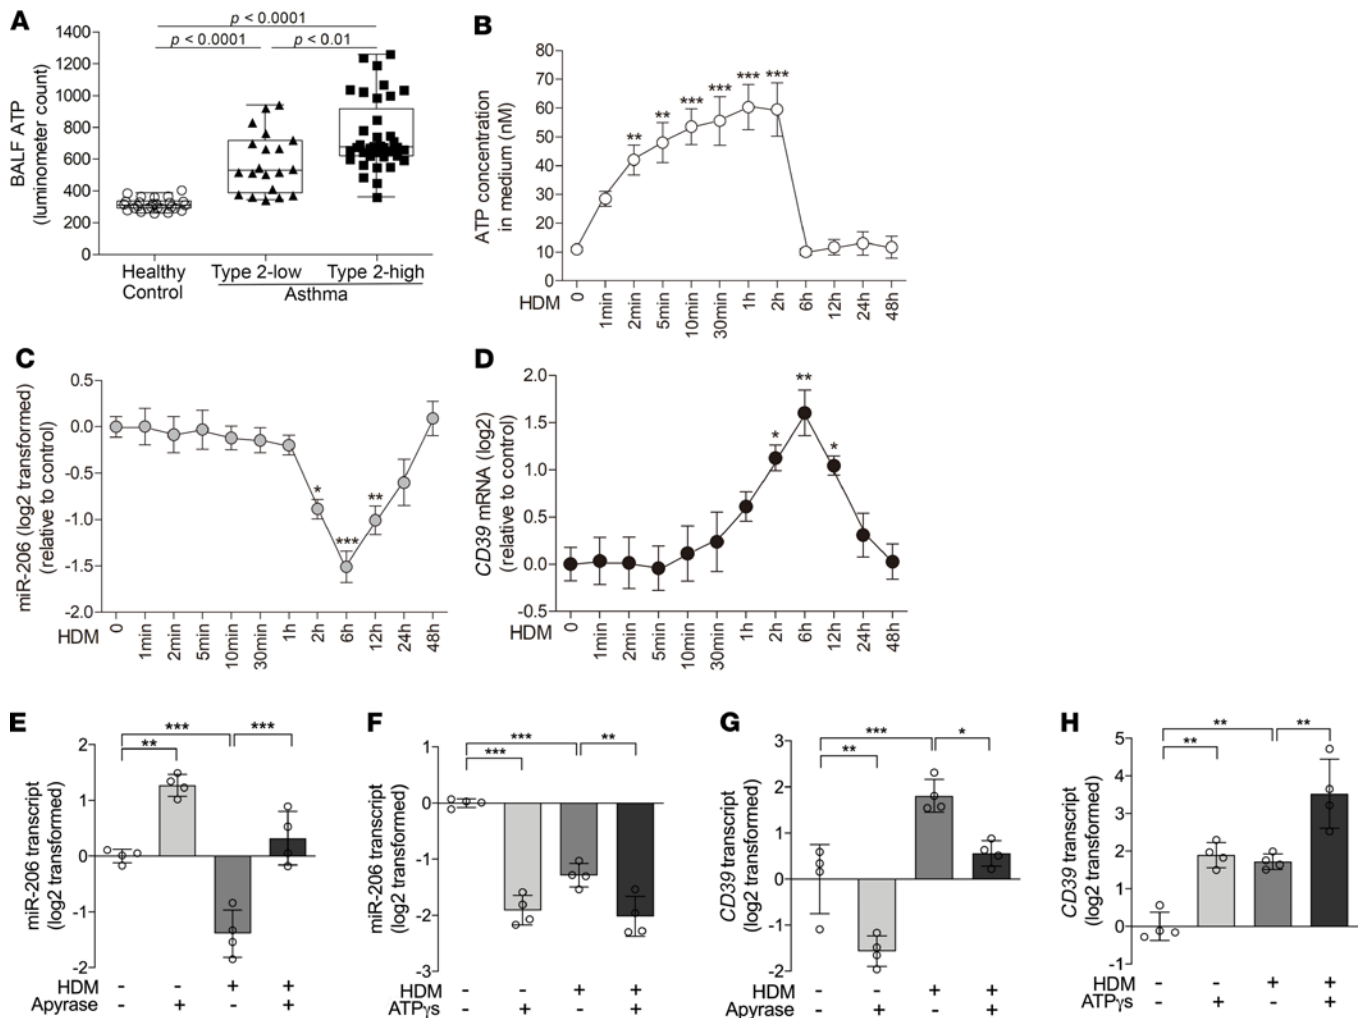 A
p < 0.0001
p < 0.0001
p < 0.01
BALF ATP
(luminometer count)
1400
1200
1000
800
600
400
200
0
Healthy
Control
Type 2-low
Type 2-high
Asthma
B
ATP concentration
in medium (nM)
80
70
60
50
40
30
20
10
0
** ** *** *** *** ***
HDM
0 1min 2min 5min 10min 30min 1h 2h 6h 12h 24h 48h
C
miR-206 (log2 transformed)
(relative to control)
0.5
0.0
-0.5
-1.0
-1.5
-2.0
* *** **
HDM
0 1min 2min 5min 10min 30min 1h 2h 6h 12h 24h 48h
D
CD39 mRNA (log2)
(relative to control)
2.0
1.5
1.0
0.5
0.0
-0.5
* ** *
HDM
0 1min 2min 5min 10min 30min 1h 2h 6h 12h 24h 48h
E
miR-206 transcript
(log2 transformed)
2
1
0
-1
-2
*** ***
**
HDM - - + +
Apyrase - + - +
F
miR-206 transcript
(log2 transformed)
1
0
-1
-2
-3
*** **
***
HDM - - + +
ATPγs - + - +
G
CD39 transcript
(log2 transformed)
3
2
1
0
-1
-2
*** *
**
HDM - - + +
Apyrase - + - +
H
CD39 transcript
(log2 transformed)
5
4
3
2
1
0
-1
** **
**
HDM - - + +
ATPγs - + - +